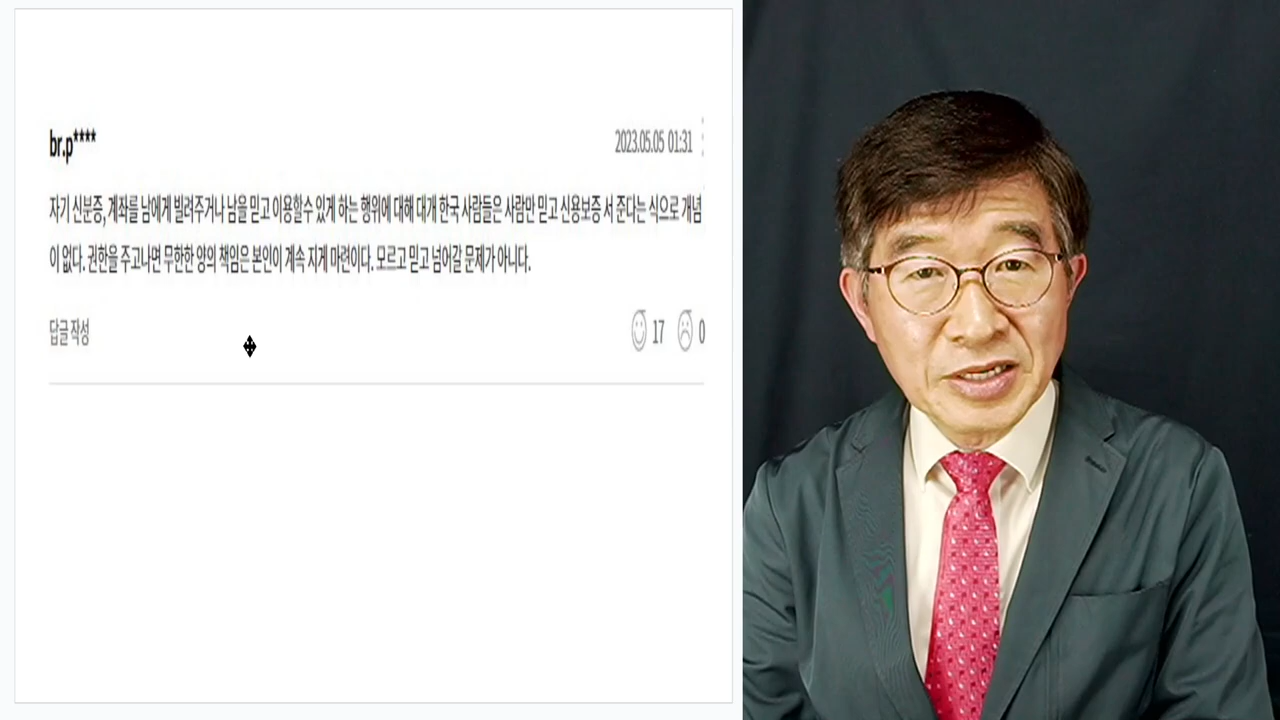 br.p****
2023.05.05 01:31
자기 신분증, 계좌를 남에게 빌려주거나 남을 믿고 이용할수 있게 하는 행위에 대해 대개 한국 사람들은 사람만 믿고 신용보증 서 준다는 식으로 개념
이 없다. 권한을 주고나면 무한한 양의 책임은 본인이 계속 지게 마련이다. 모르고 믿고 넘어갈 문제가 아니다.
답글 작성
17 0